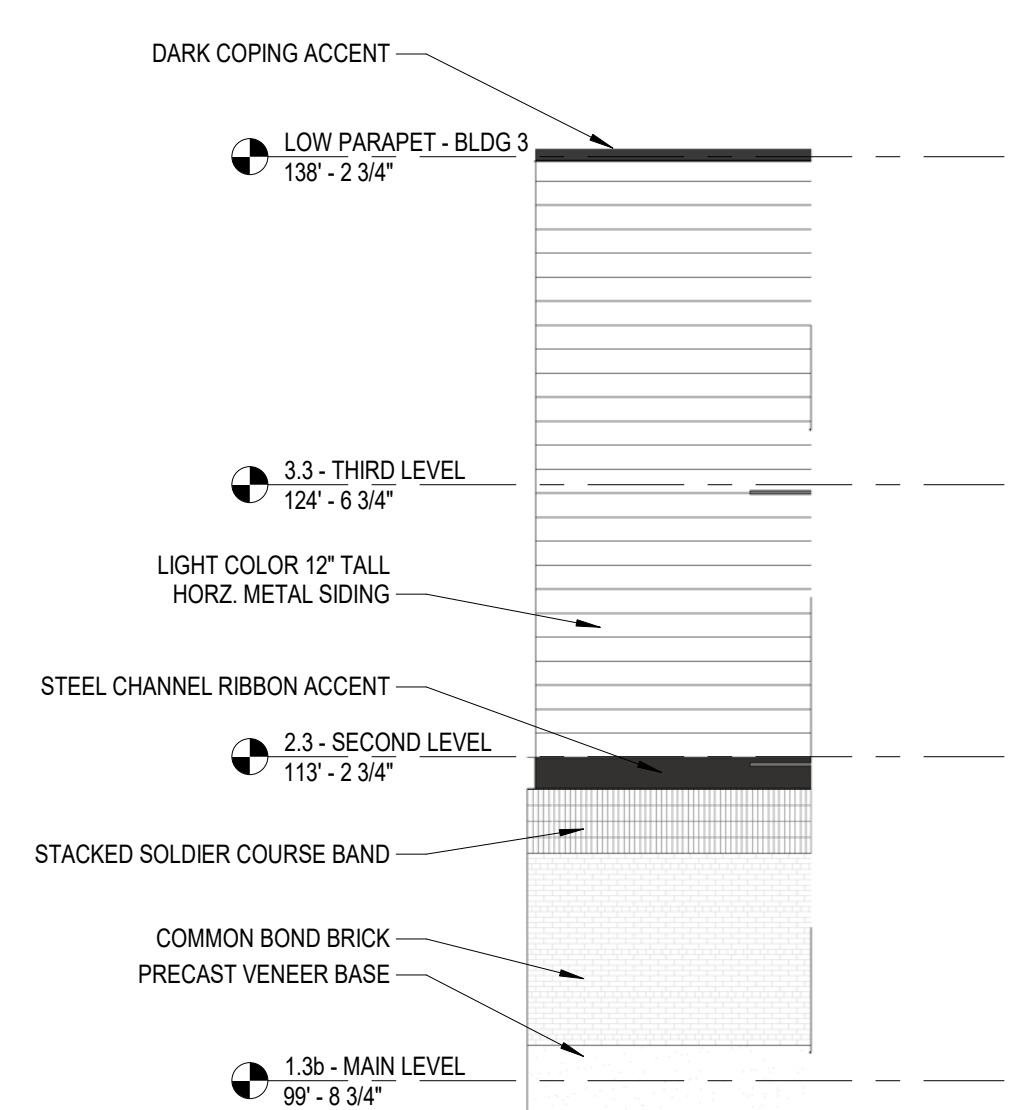 DARK COPING ACCENT
LOW PARAPET - BLDG 3
138' - 2 3/4"
3.3 - THIRD LEVEL
124' - 6 3/4"
LIGHT COLOR 12" TALL
HORZ. METAL SIDING
STEEL CHANNEL RIBBON ACCENT
2.3 - SECOND LEVEL
113' - 2 3/4"
STACKED SOLDIER COURSE BAND
COMMON BOND BRICK
PRECAST VENEER BASE
1.3b - MAIN LEVEL
99' - 8 3/4"